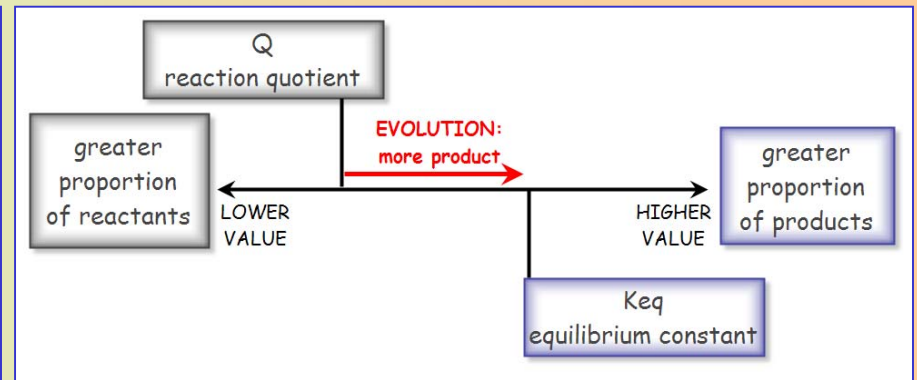 Q
reaction quotient
EVOLUTION:
more product
greater
proportion
of reactants
greater
proportion
of products
LOWER
VALUE
HIGHER
VALUE
Keq
equilibrium constant